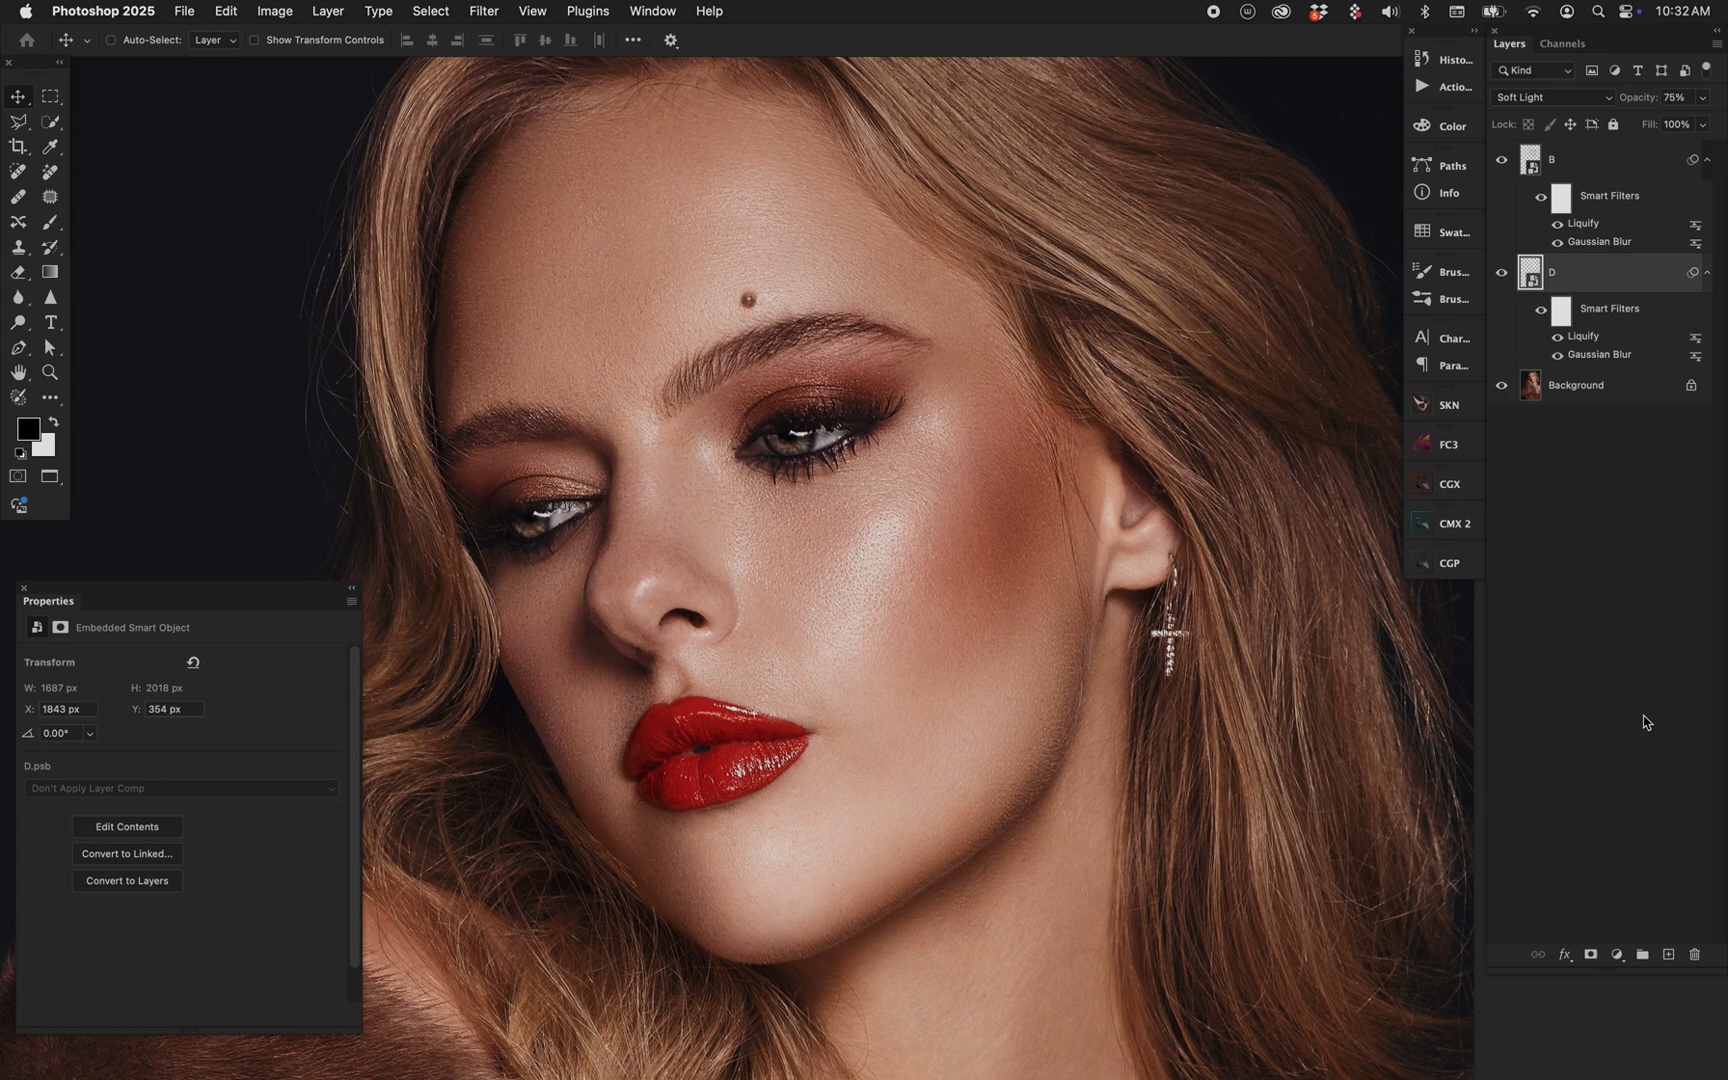 Photoshop 2025 File Edit Image Layer Type Select Filter View Plugins Window Help 5 10:32 AM
Auto-Select: Layer Show Transform Controls
Histo...
Actio...
Color
Paths
Info
Swat...
Brus...
Brus...
Char...
Para...
SKN
FC3
CGX
CMX 2
CGP
Layers Channels
Kind
Soft Light Opacity: 75%
Lock: Fill: 100%
B
Smart Filters
Liquify
Gaussian Blur
D
Smart Filters
Liquify
Gaussian Blur
Background
fx
Properties
Embedded Smart Object
Transform
W: 1687 px H: 2018 px
X: 1843 px Y: 354 px
0.00°
D.psb
Don't Apply Layer Comp
Edit Contents
Convert to Linked...
Convert to Layers